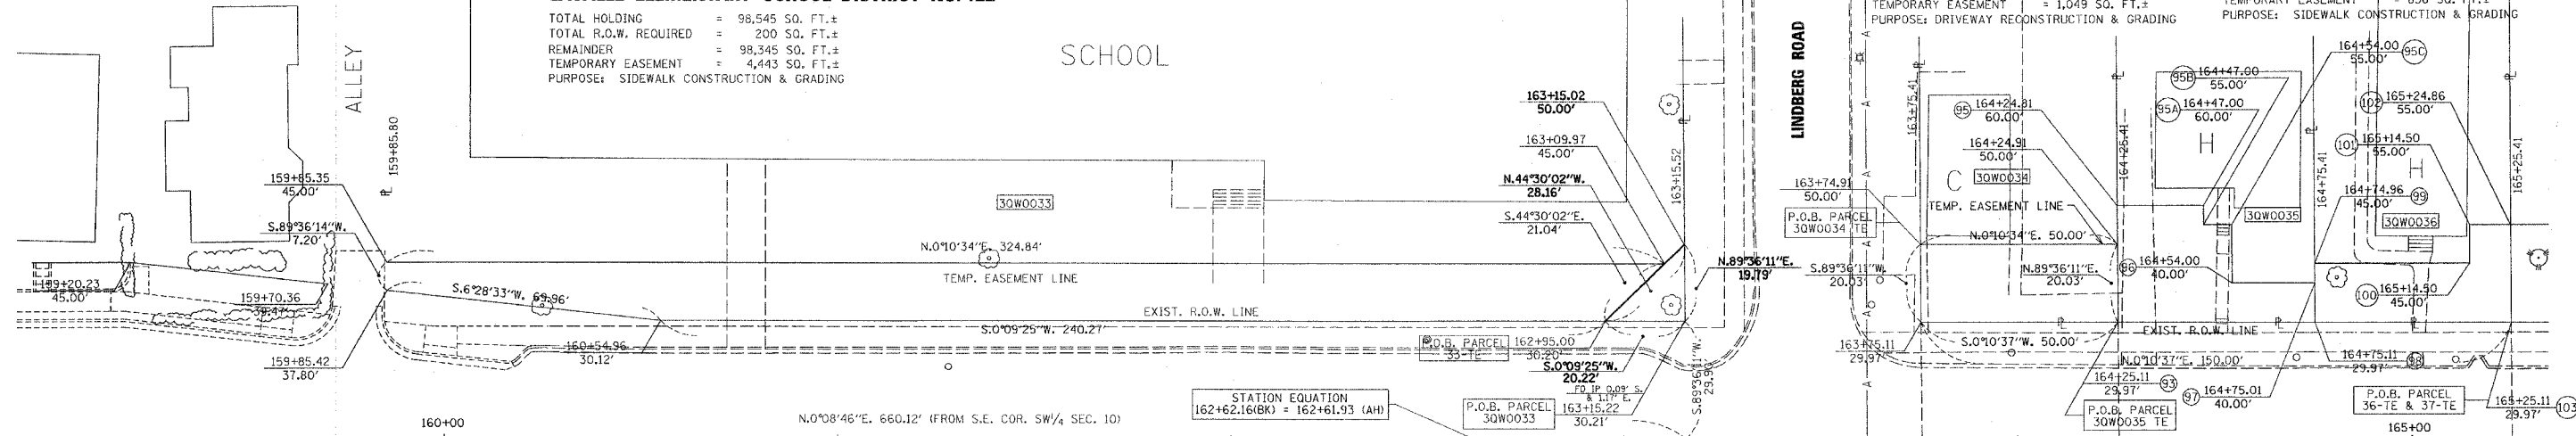 TOTAL HOLDING = 98,545 SQ. FT.±
TOTAL R.O.W. REQUIRED = 200 SQ. FT.±
REMAINDER = 98,345 SQ. FT.±
TEMPORARY EASEMENT = 4,443 SQ. FT.±
PURPOSE: SIDEWALK CONSTRUCTION & GRADING
SCHOOL
ALLEY
LINDBERG ROAD
TEMPORARY EASEMENT = 1,049 SQ. FT.±
PURPOSE: DRIVEWAY RECONSTRUCTION & GRADING
PURPOSE: SIDEWALK CONSTRUCTION & GRADING
℄ 159+85.80
159+85.35
45.00'
S.89°36'14"W.
7.20'
159+20.23
45.00'
159+70.36
39.47'
159+85.42
37.80'
S.6°28'33"W. 69.96'
160+54.96
30.12'
3QW0033
N.0°10'34"E. 324.84'
TEMP. EASEMENT LINE
EXIST. R.O.W. LINE
S.0°09'25"W. 240.27'
163+15.02
50.00'
163+09.97
45.00'
N.44°30'02"W.
28.16'
S.44°30'02"E.
21.04'
163+15.52
N.89°36'11"E.
19.79'
P.O.B. PARCEL
33-TE
162+95.00
30.20'
S.0°09'25"W.
20.22'
FD IP 0.09' S.
& 1.17' E.
P.O.B. PARCEL
3QW0033
163+15.22
30.21'
S.89°36'11"W.
STATION EQUATION
162+62.16(BK) = 162+61.93 (AH)
N.0°08'46"E. 660.12' (FROM S.E. COR. SW¼ SEC. 10)
160+00
163+75.41
163+74.91
50.00'
P.O.B. PARCEL
3QW0034 TE
S.89°36'11"W.
20.03'
163+75.11
29.97'
95
164+24.81
60.00'
164+24.91
50.00'
C
3QW0034
TEMP. EASEMENT LINE
N.0°10'34"E. 50.00'
N.89°36'11"E.
20.03'
S.0°10'37"W. 50.00'
164+25.41
95B
164+47.00
55.00'
95A
164+47.00
60.00'
H
164+54.00
55.00'
95C
3QW0035
96
164+54.00
40.00'
EXIST. R.O.W. LINE
N.0°10'37"E. 150.00'
164+25.11
29.97'
93
P.O.B. PARCEL
3QW0035 TE
97
164+75.01
40.00'
164+75.41
102
165+24.86
55.00'
101
165+14.50
55.00'
H
164+74.96
45.00'
99
3QW0036
100
165+14.50
45.00'
164+75.11
29.97'
98
P.O.B. PARCEL
36-TE & 37-TE
165+25.41
165+25.11
29.97'
103
165+00